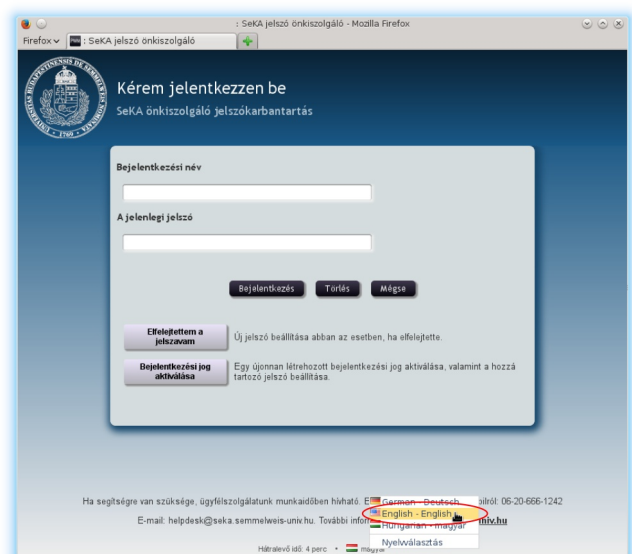 : SeKA jelszó önkiszolgáló - Mozilla Firefox
Firefox
: SeKA jelszó önkiszolgáló
Kérem jelentkezzen be
SeKA önkiszolgáló jelszókarbantartás
Bejelentkezési név
A jelenlegi jelszó
Bejelentkezés Törlés Mégse
Elfelejtettem a jelszavam
Új jelszó beállítása abban az esetben, ha elfelejtette.
Bejelentkezési jog aktiválása
Egy újonnan létrehozott bejelentkezési jog aktiválása, valamint a hozzá
tartozó jelszó beállítása.
Ha segítségre van szüksége, ügyfélszolgálatunk munkaidőben hívható. 06-20-666-1242
German - Deutsch
English - English
E-mail: helpdesk@seka.semmelweis-univ.hu. További
Hungarian - magyar
Nyelvválasztás
Hátralevő idő: 4 perc • magyar